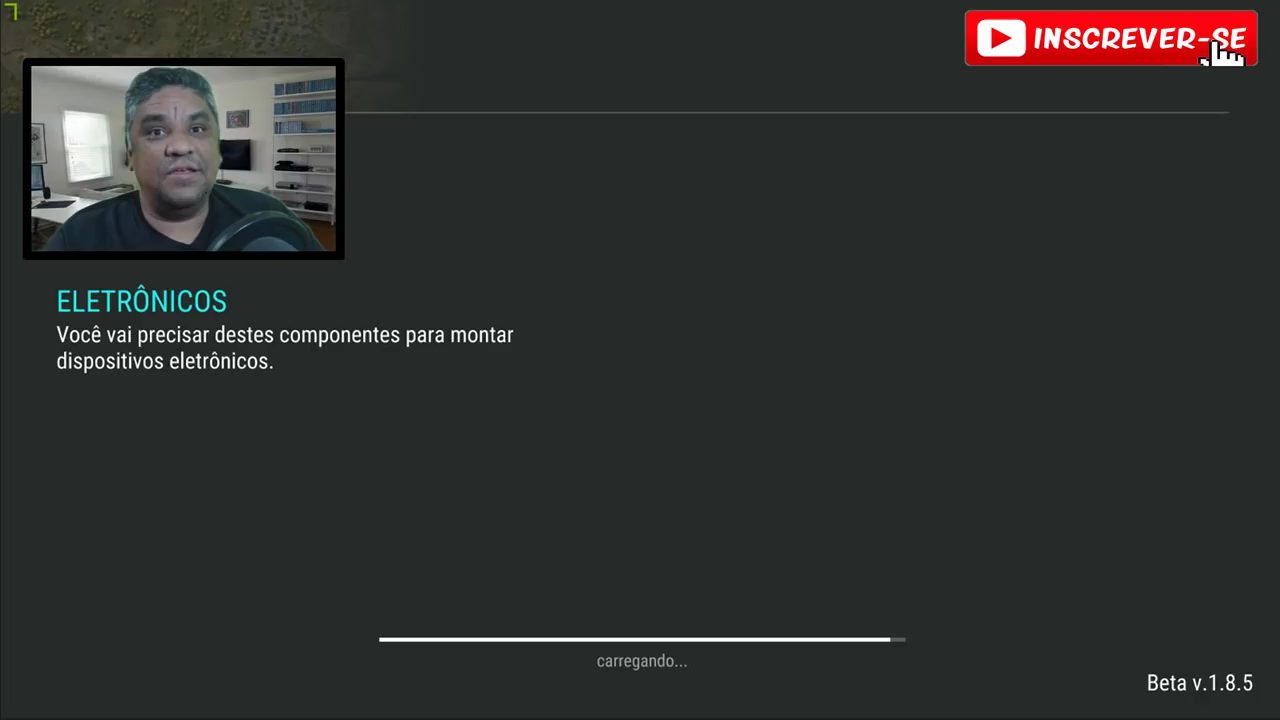 INSCREVER-SE
ELETRÔNICOS
Você vai precisar destes componentes para montar
dispositivos eletrônicos.
carregando...
Beta v.1.8.5